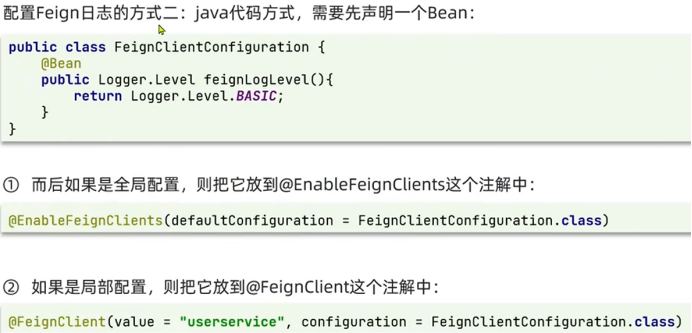 配置Feign日志的方式二：java代码方式，需要先声明一个Bean：
public class FeignClientConfiguration {
    @Bean
    public Logger.Level feignLogLevel(){
        return Logger.Level.BASIC;
    }
}
① 而后如果是全局配置，则把它放到@EnableFeignClients这个注解中：
@EnableFeignClients(defaultConfiguration = FeignClientConfiguration.class)
② 如果是局部配置，则把它放到@FeignClient这个注解中：
@FeignClient(value = "userservice", configuration = FeignClientConfiguration.class)